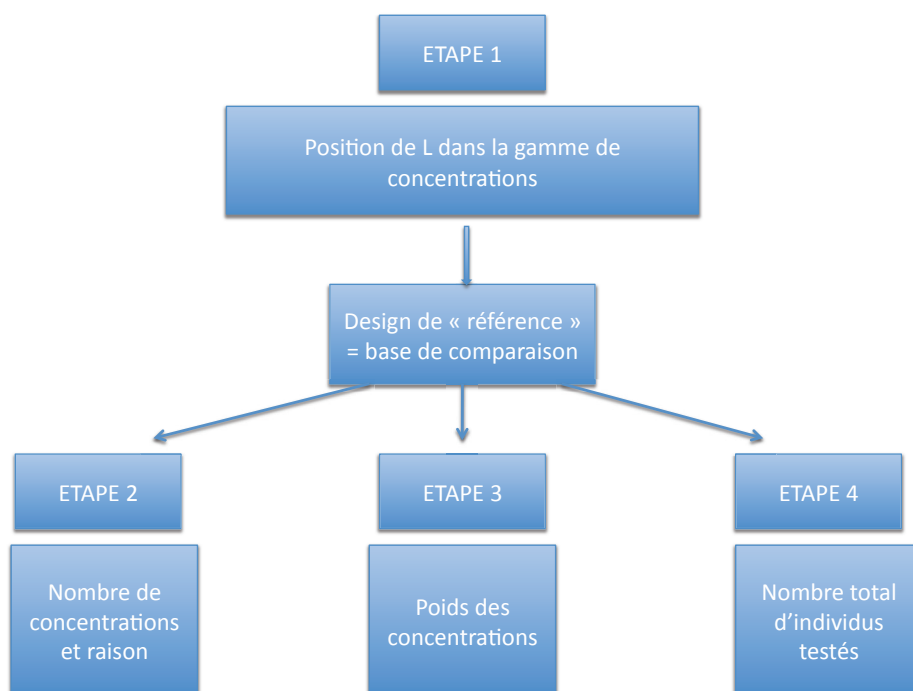 ETAPE 1
Position de L dans la gamme de
concentrations
Design de « référence »
= base de comparaison
ETAPE 2
ETAPE 3
ETAPE 4
Nombre de
concentrations
et raison
Poids des
concentrations
Nombre total
d’individus
testés